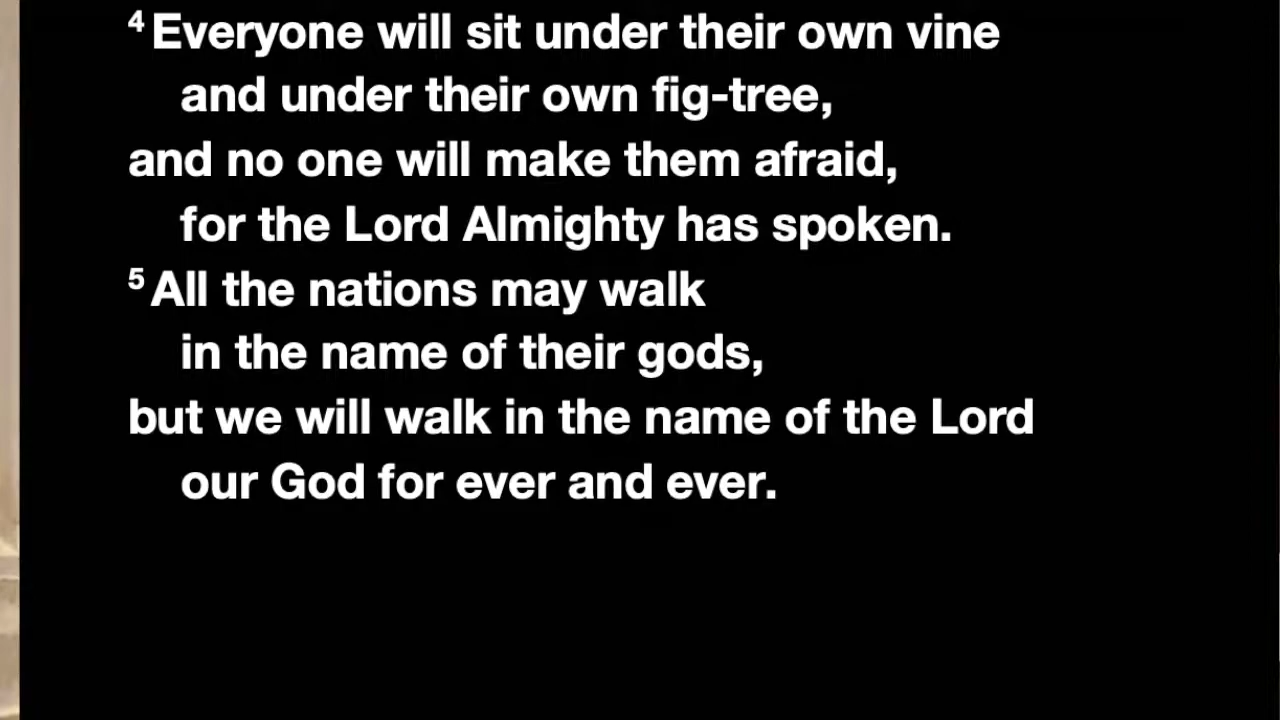 4 Everyone will sit under their own vine
and under their own fig-tree,
and no one will make them afraid,
for the Lord Almighty has spoken.
5 All the nations may walk
in the name of their gods,
but we will walk in the name of the Lord
our God for ever and ever.